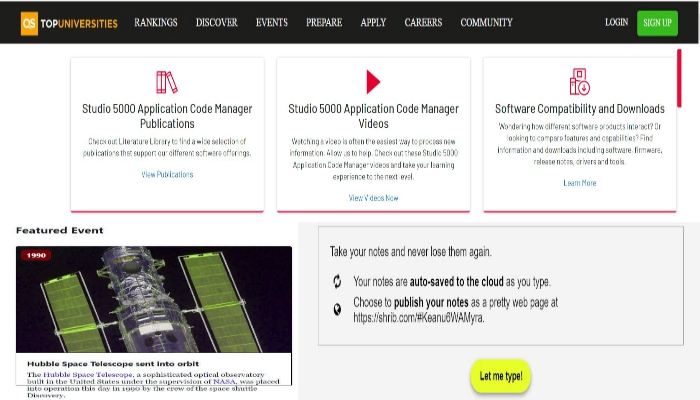 QS TOPUNIVERSITIES RANKINGS DISCOVER EVENTS PREPARE APPLY CAREERS COMMUNITY LOGIN SIGN UP
Studio 5000 Application Code Manager
Publications
Check out Literature Library to find a wide selection of
publications that support our different software offerings.
View Publications
Studio 5000 Application Code Manager
Videos
Watching a video is often the easiest way to process new
information. Allow us to help. Check out these Studio 5000
Application Code Manager videos and take your learning
experience to the next level.
View Videos Now
Software Compatibility and Downloads
Wondering how different software products interact? Or
looking to compare features and capabilities? Find
information and downloads including software, firmware,
release notes, drivers and tools.
Learn More
Featured Event
1990
Hubble Space Telescope sent into orbit
The Hubble Space Telescope, a sophisticated optical observatory
built in the United States under the supervision of NASA, was placed
into operation this day in 1990 by the crew of the space shuttle
Discovery.
Take your notes and never lose them again.
Your notes are auto-saved to the cloud as you type.
Choose to publish your notes as a pretty web page at
https://shrib.com/#Keanu6WAMyra.
Let me type!